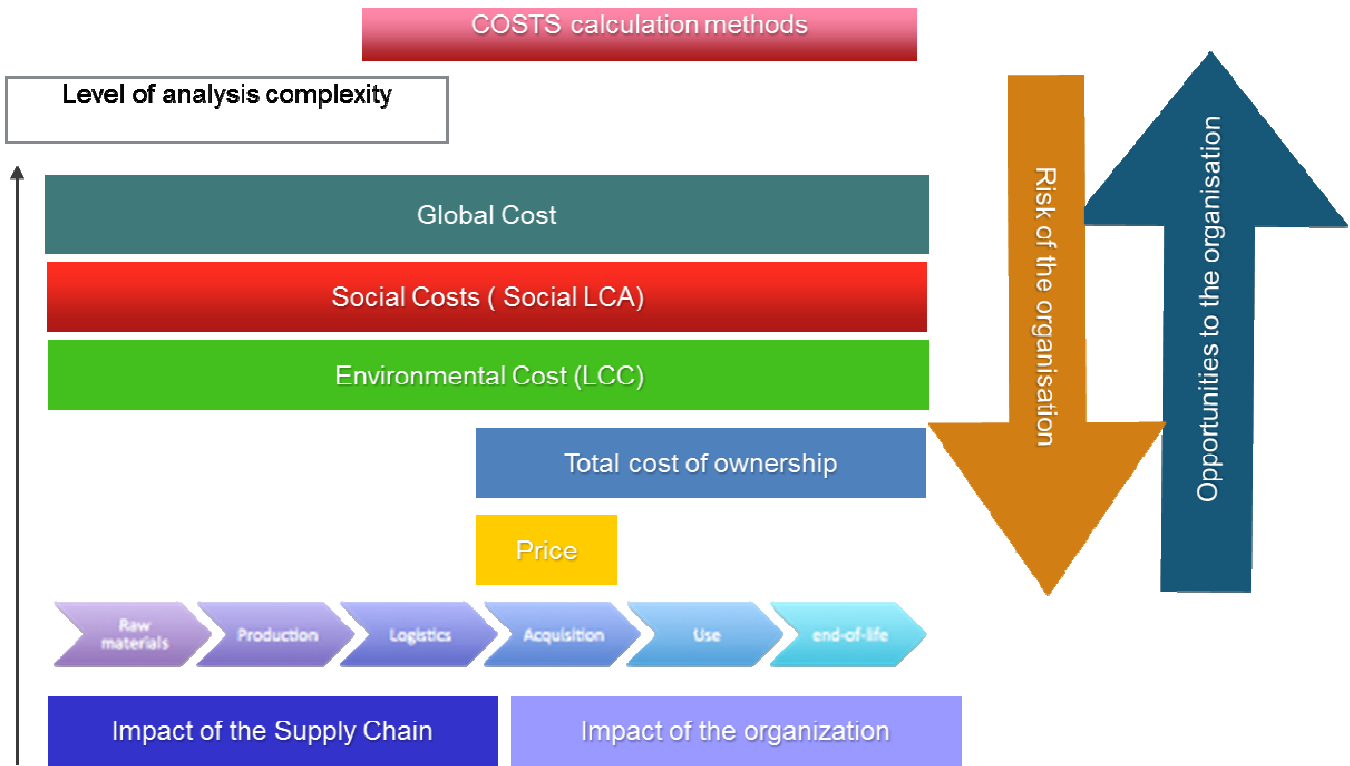 COSTS calculation methods
Level of analysis complexity
Global Cost
Social Costs ( Social LCA)
Environmental Cost (LCC)
Total cost of ownership
Price
Raw
materials
Production
Logistics
Acquisition
Use
end-of-life
Impact of the Supply Chain
Impact of the organization
Risk of the organisation
Opportunities to the organisation